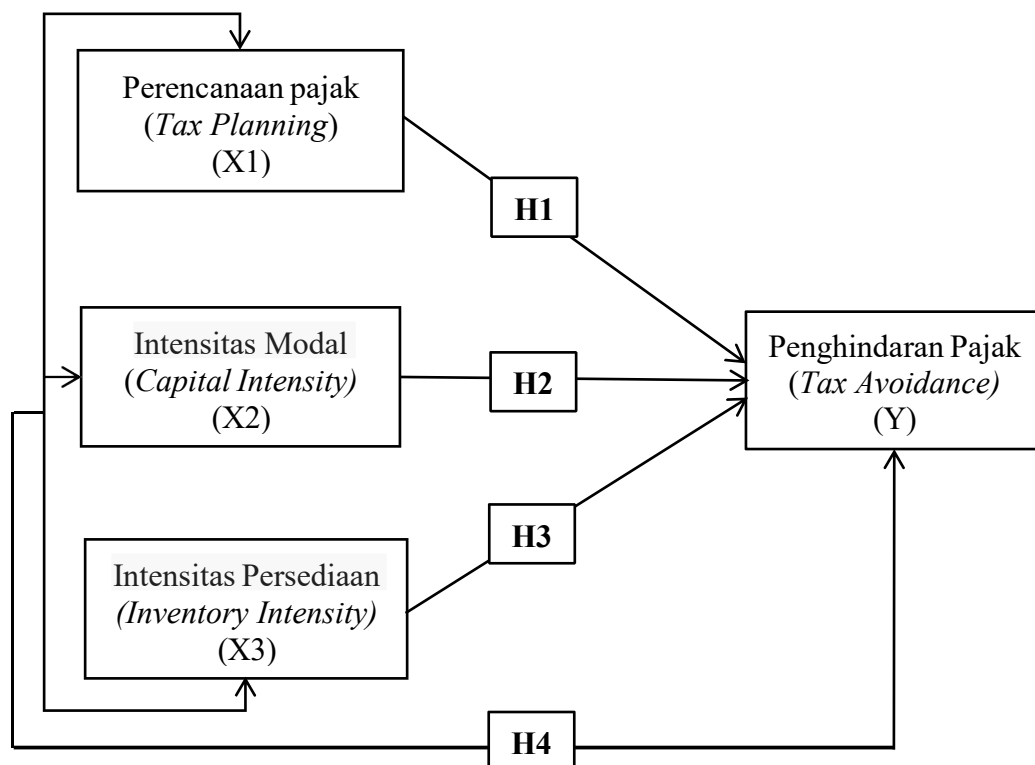 Perencanaan pajak
(Tax Planning)
(X1)
H1
Intensitas Modal
(Capital Intensity)
(X2)
H2
Penghindaran Pajak
(Tax Avoidance)
(Y)
H3
Intensitas Persediaan
(Inventory Intensity)
(X3)
H4